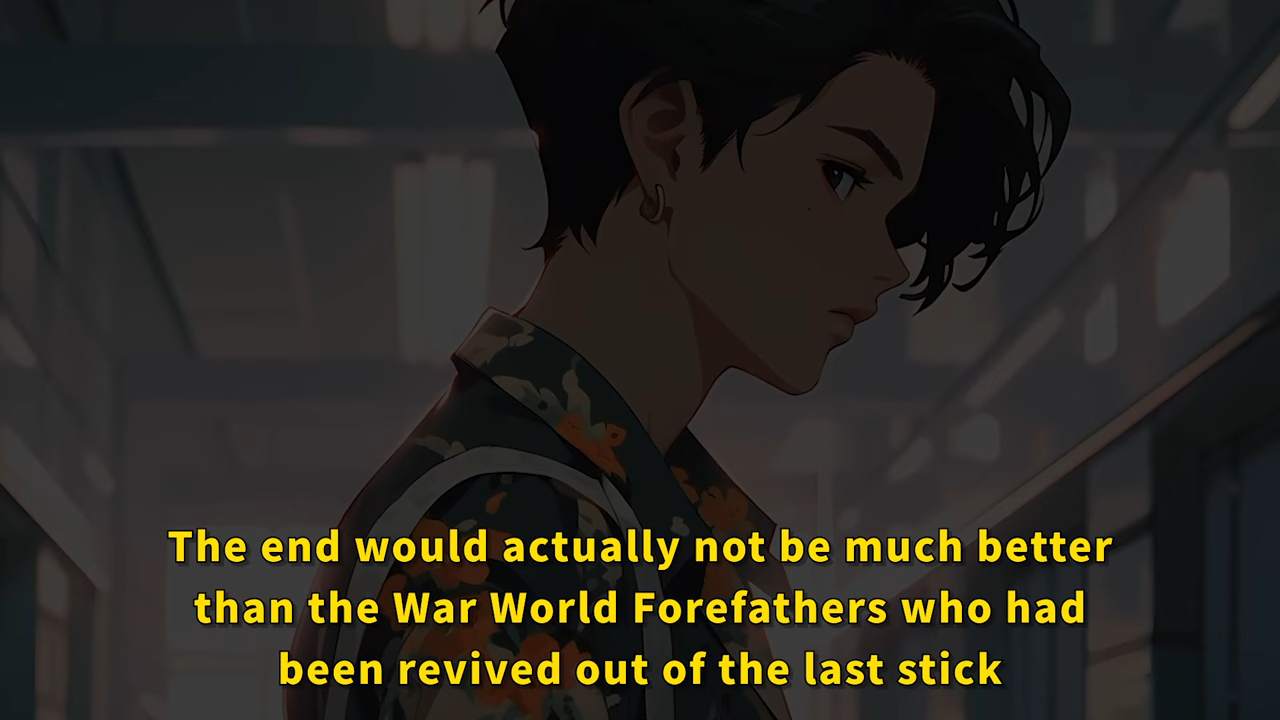 The end would actually not be much better
than the War World Forefathers who had
been revived out of the last stick